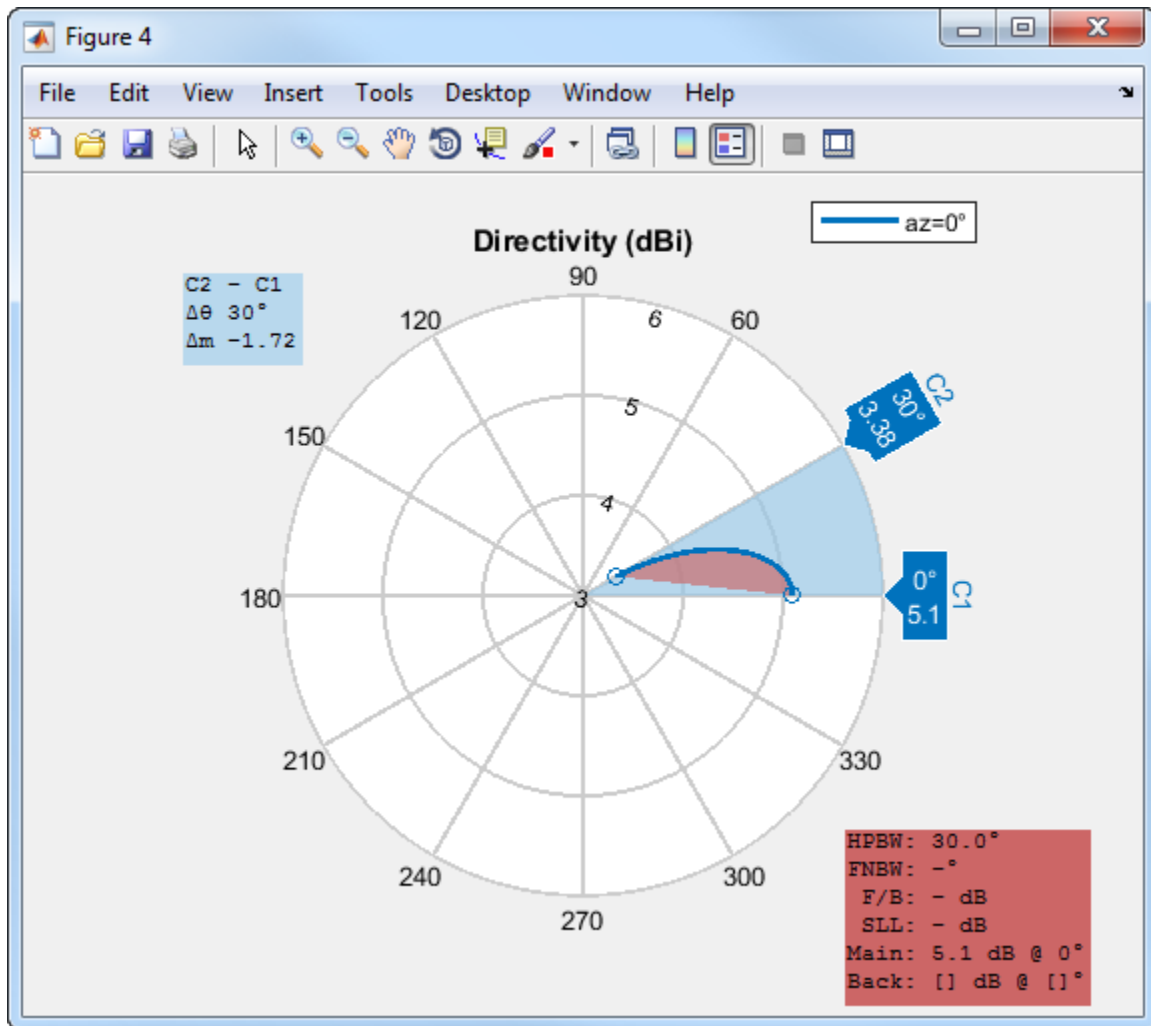 Figure 4
File Edit View Insert Tools Desktop Window Help
az=0°
Directivity (dBi)
C2 - C1
Δθ 30°
Δm -1.72
90
120
6
60
5
C2
30°
3.38
150
4
0°
5.1
C1
180
3
210
330
240
300
270
HPBW: 30.0°
FNBW: -°
F/B: - dB
SLL: - dB
Main: 5.1 dB @ 0°
Back: [] dB @ []°